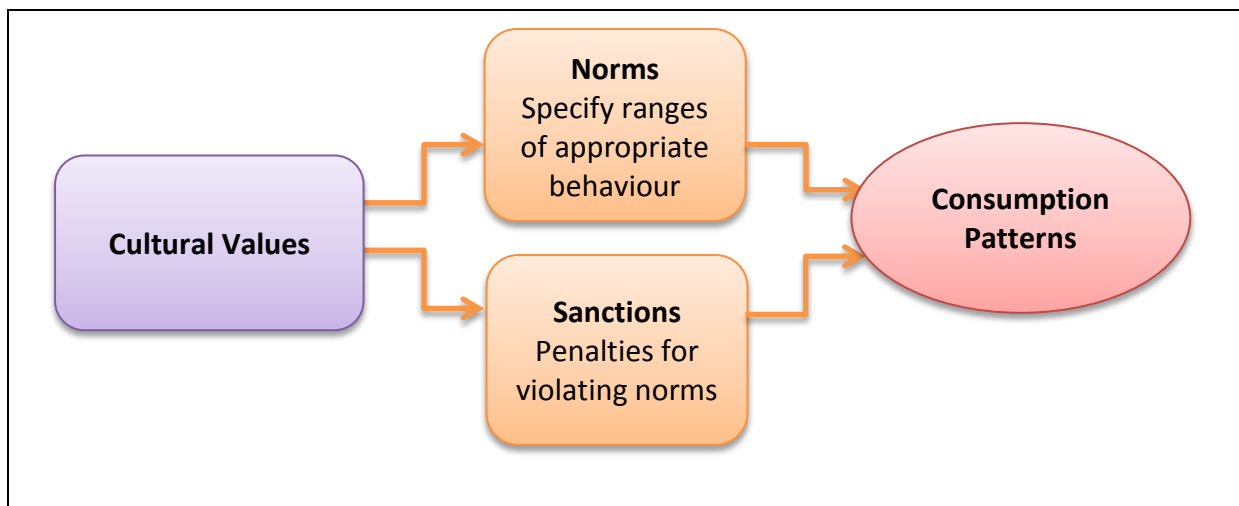 Norms
Specify ranges
of appropriate
behaviour
Cultural Values
Consumption
Patterns
Sanctions
Penalties for
violating norms